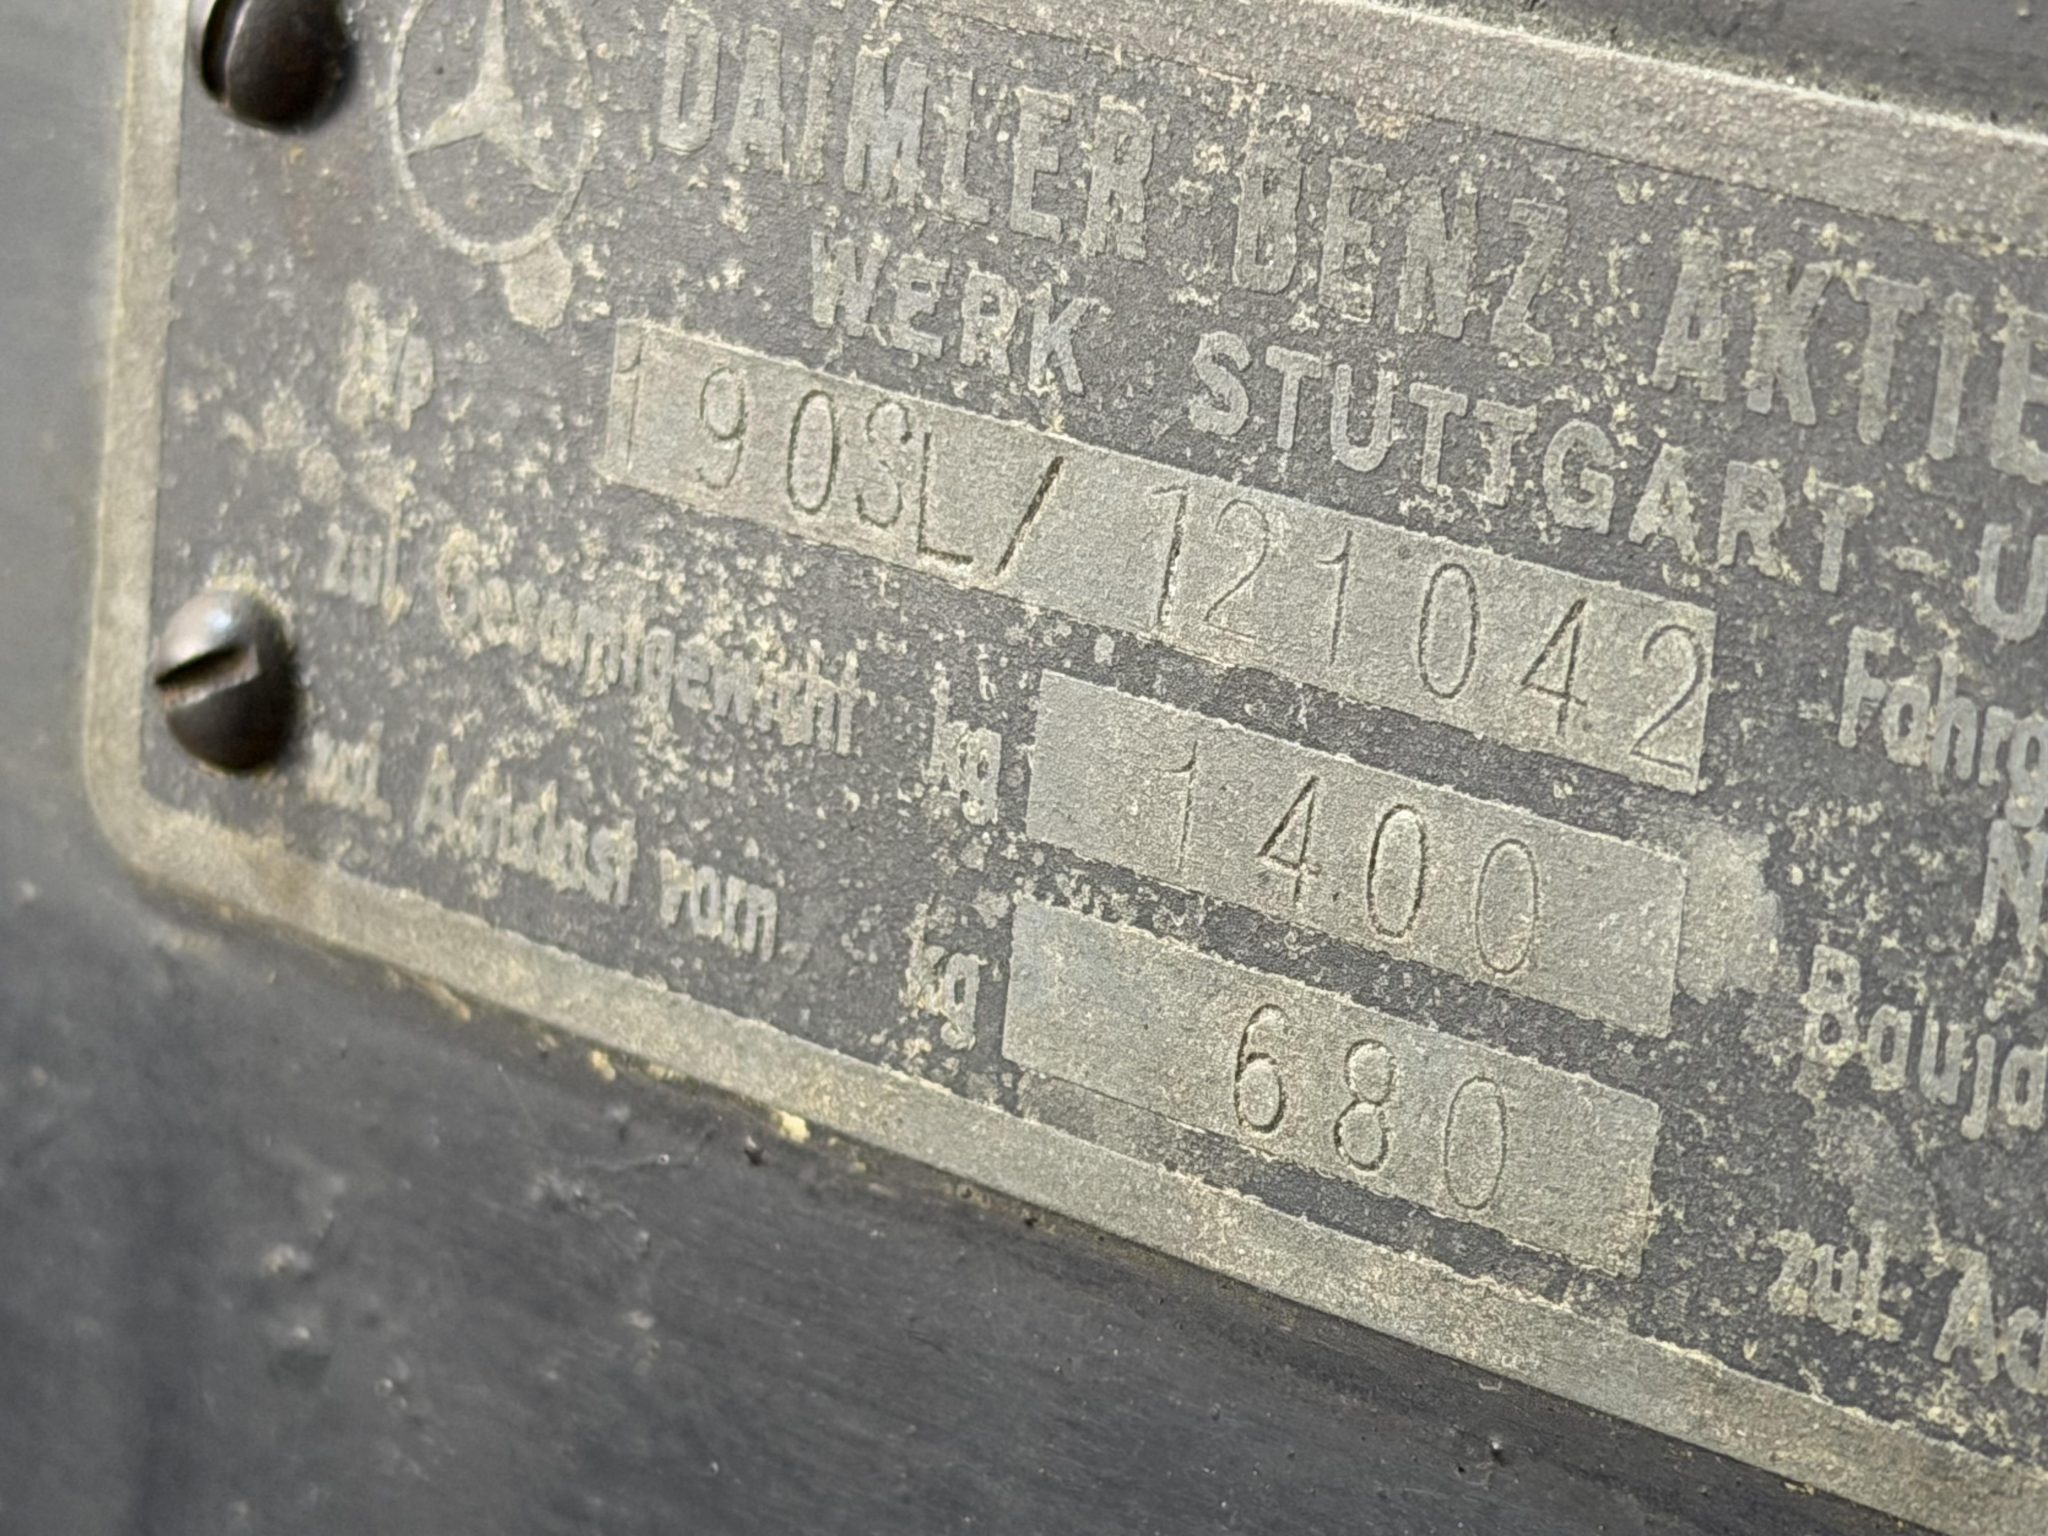 DAIMLER BENZ AKTIE
WERK STUTTGART-U
Typ 190SL/ 121042
Fahrg
N
zul. Gesamtgewicht kg 1400
Bauja
zul. Achslast vorn kg 680
zul. Ac